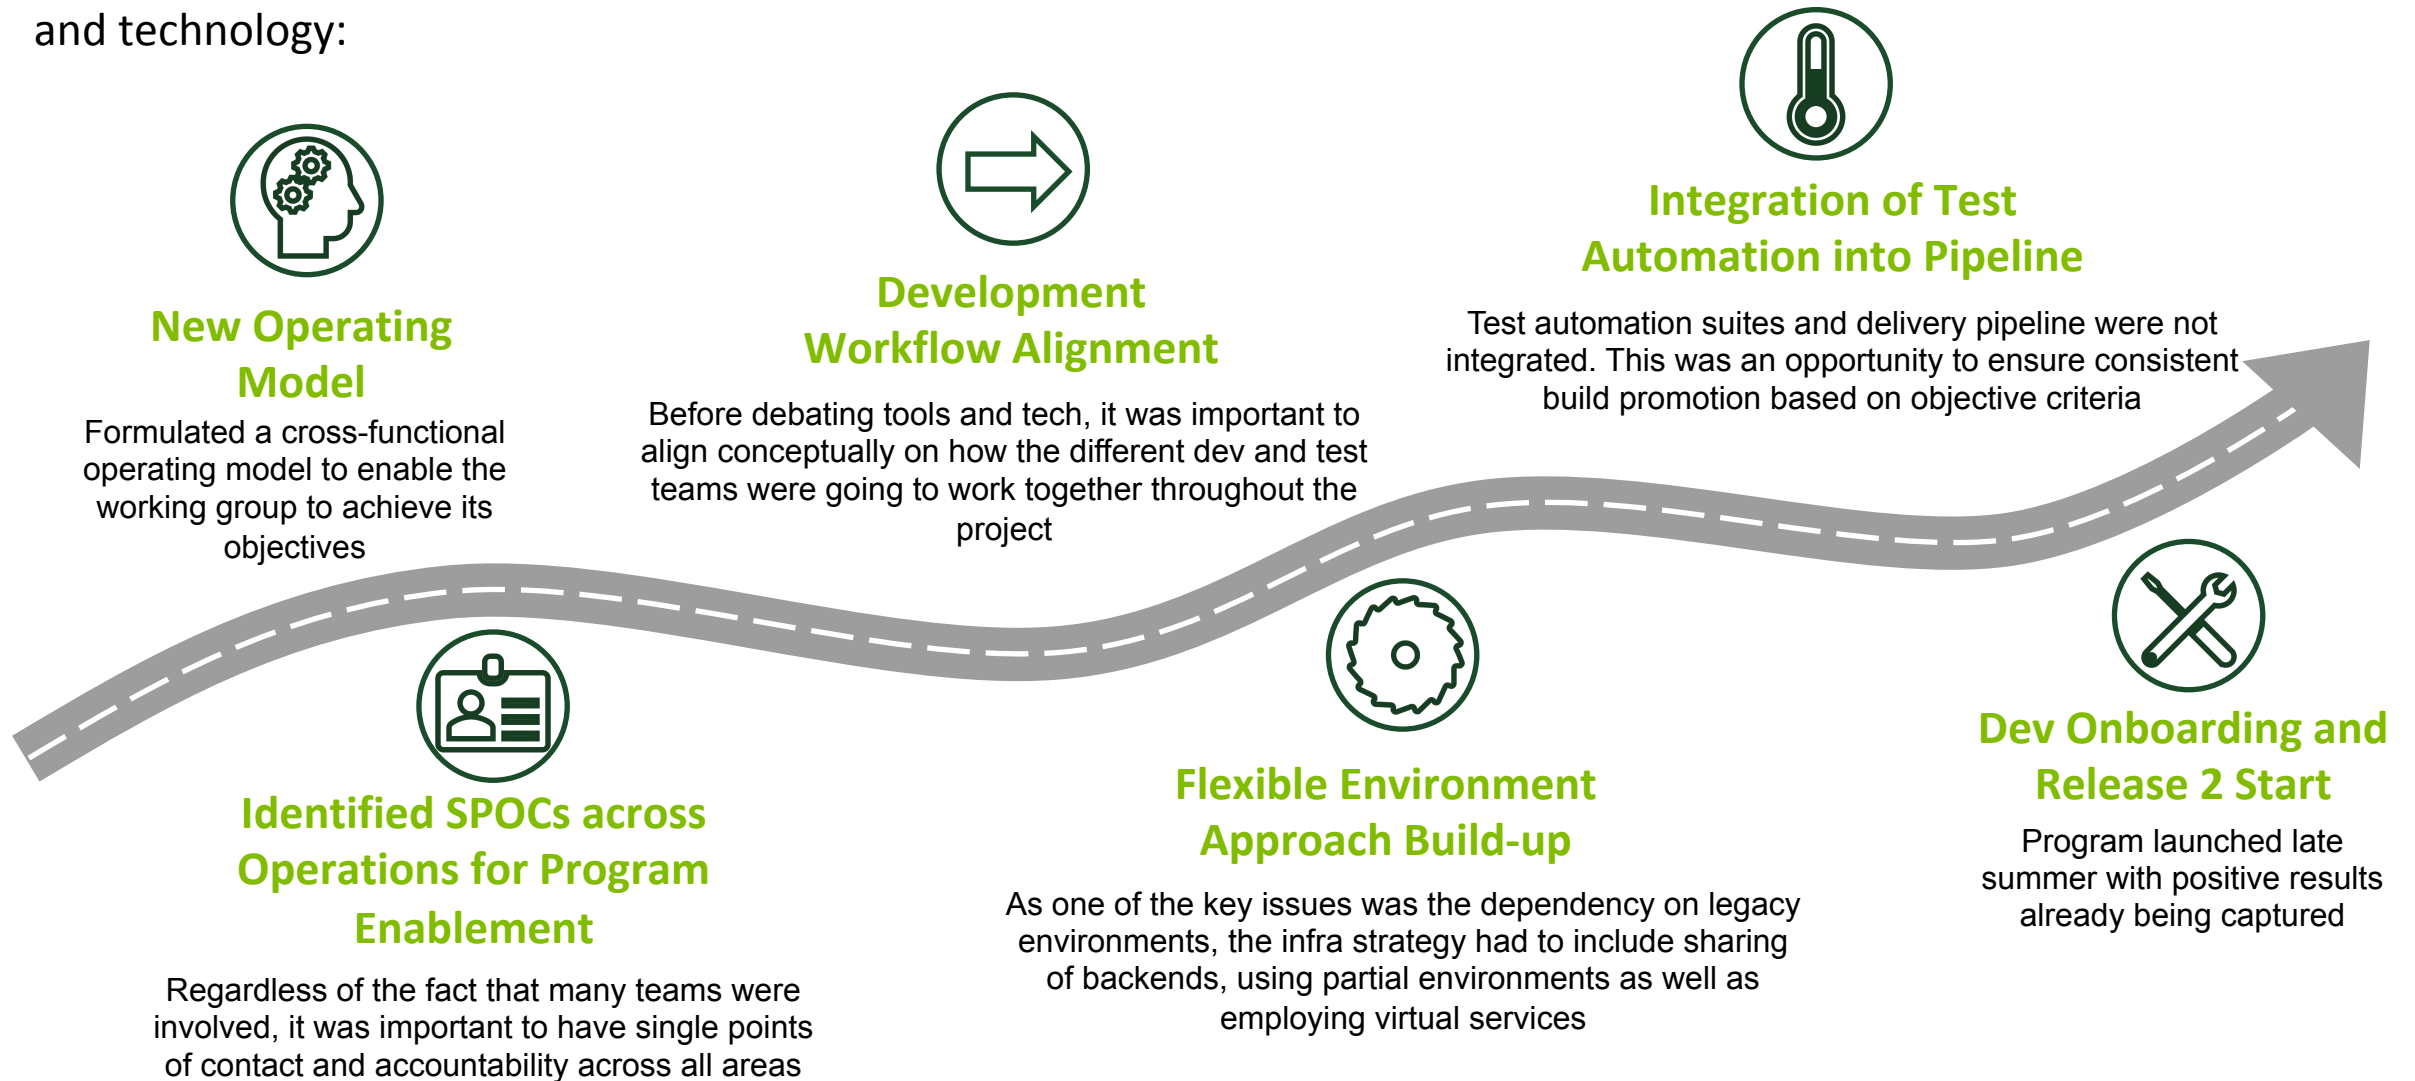 and technology:
New Operating
Model
Formulated a cross-functional
operating model to enable the
working group to achieve its
objectives
Identified SPOCs across
Operations for Program
Enablement
Regardless of the fact that many teams were
involved, it was important to have single points
of contact and accountability across all areas
Development
Workflow Alignment
Before debating tools and tech, it was important to
align conceptually on how the different dev and test
teams were going to work together throughout the
project
Flexible Environment
Approach Build-up
As one of the key issues was the dependency on legacy
environments, the infra strategy had to include sharing
of backends, using partial environments as well as
employing virtual services
Integration of Test
Automation into Pipeline
Test automation suites and delivery pipeline were not
integrated. This was an opportunity to ensure consistent
build promotion based on objective criteria
Dev Onboarding and
Release 2 Start
Program launched late
summer with positive results
already being captured